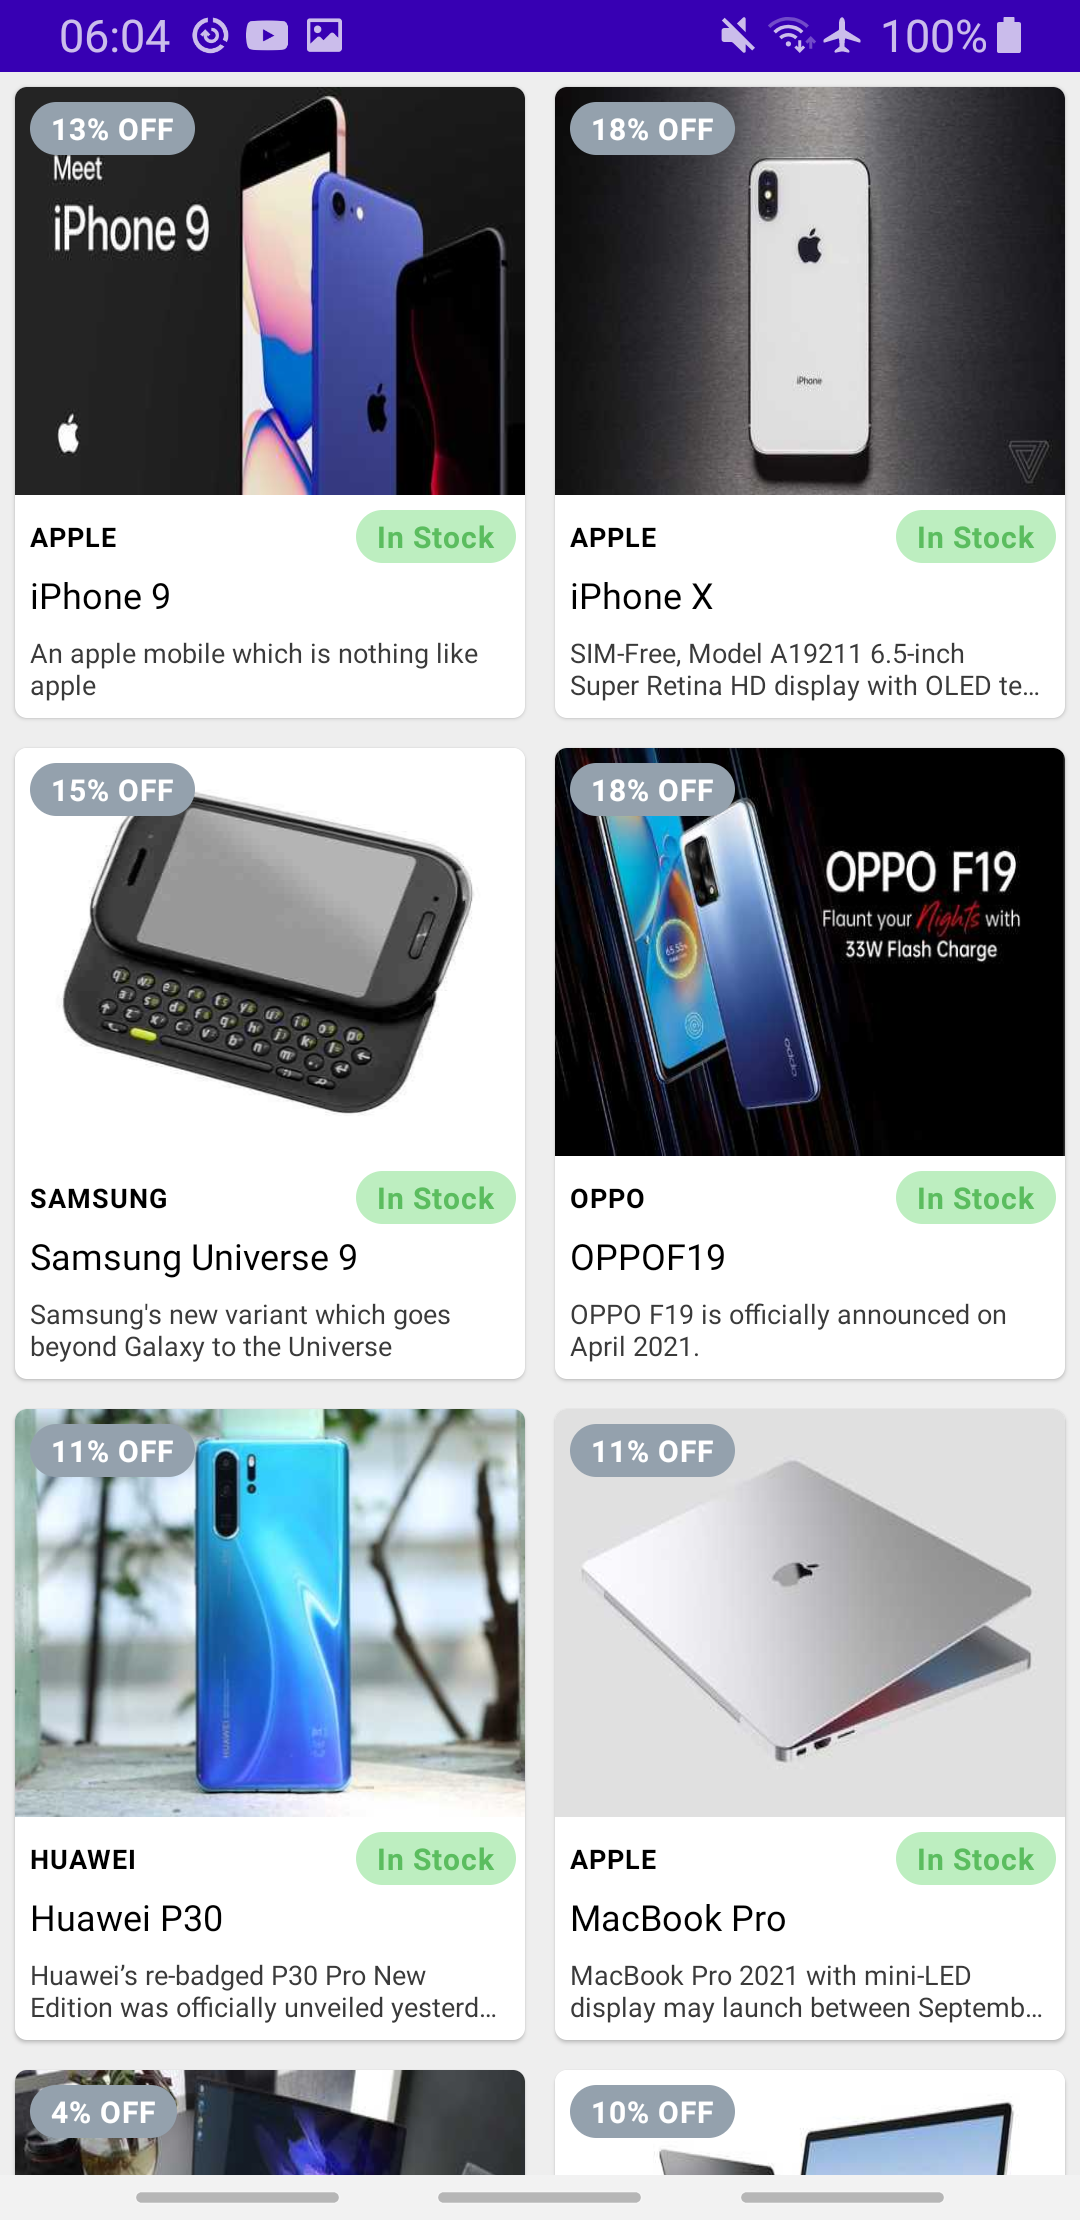 06:04
100%
13% OFF
Meet
iPhone 9
APPLE
In Stock
iPhone 9
An apple mobile which is nothing like
apple
18% OFF
iPhone
APPLE
In Stock
iPhone X
SIM-Free, Model A19211 6.5-inch
Super Retina HD display with OLED te…
15% OFF
SAMSUNG
In Stock
Samsung Universe 9
Samsung's new variant which goes
beyond Galaxy to the Universe
18% OFF
OPPO F19
Flaunt your Nights with
33W Flash Charge
oppo
OPPO
In Stock
OPPOF19
OPPO F19 is officially announced on
April 2021.
11% OFF
HUAWEI
HUAWEI
In Stock
Huawei P30
Huawei’s re-badged P30 Pro New
Edition was officially unveiled yesterd…
11% OFF
APPLE
In Stock
MacBook Pro
MacBook Pro 2021 with mini-LED
display may launch between Septemb…
4% OFF
10% OFF